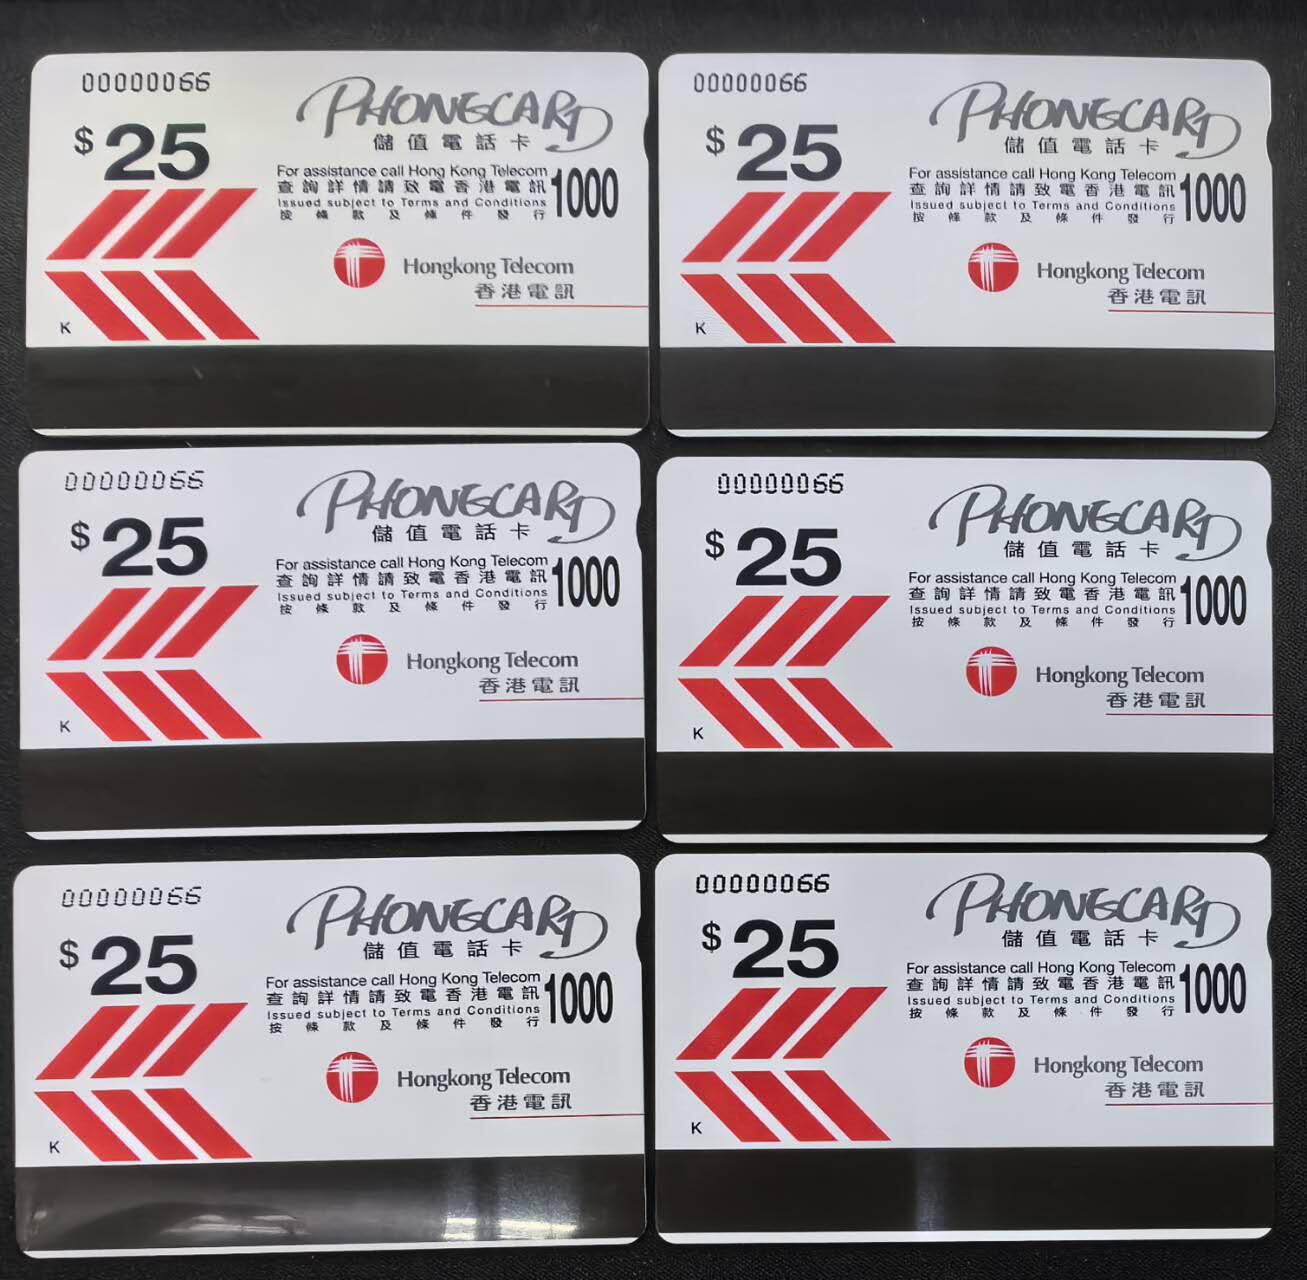 00000066
$ 25
PHONECARD
儲值電話卡
For assistance call Hong Kong Telecom
查詢詳情請致電香港電訊
1000
Issued subject to Terms and Conditions
按條款及條件發行
Hongkong Telecom
香港電訊
K
00000066
$ 25
PHONECARD
儲值電話卡
For assistance call Hong Kong Telecom
查詢詳情請致電香港電訊
1000
Issued subject to Terms and Conditions
按條款及條件發行
Hongkong Telecom
香港電訊
K
00000066
$ 25
PHONECARD
儲值電話卡
For assistance call Hong Kong Telecom
查詢詳情請致電香港電訊
1000
Issued subject to Terms and Conditions
按條款及條件發行
Hongkong Telecom
香港電訊
K
00000066
$ 25
PHONECARD
儲值電話卡
For assistance call Hong Kong Telecom
查詢詳情請致電香港電訊
1000
Issued subject to Terms and Conditions
按條款及條件發行
Hongkong Telecom
香港電訊
K
00000066
$ 25
PHONECARD
儲值電話卡
For assistance call Hong Kong Telecom
查詢詳情請致電香港電訊
1000
Issued subject to Terms and Conditions
按條款及條件發行
Hongkong Telecom
香港電訊
K
00000066
$ 25
PHONECARD
儲值電話卡
For assistance call Hong Kong Telecom
查詢詳情請致電香港電訊
1000
Issued subject to Terms and Conditions
按條款及條件發行
Hongkong Telecom
香港電訊
K